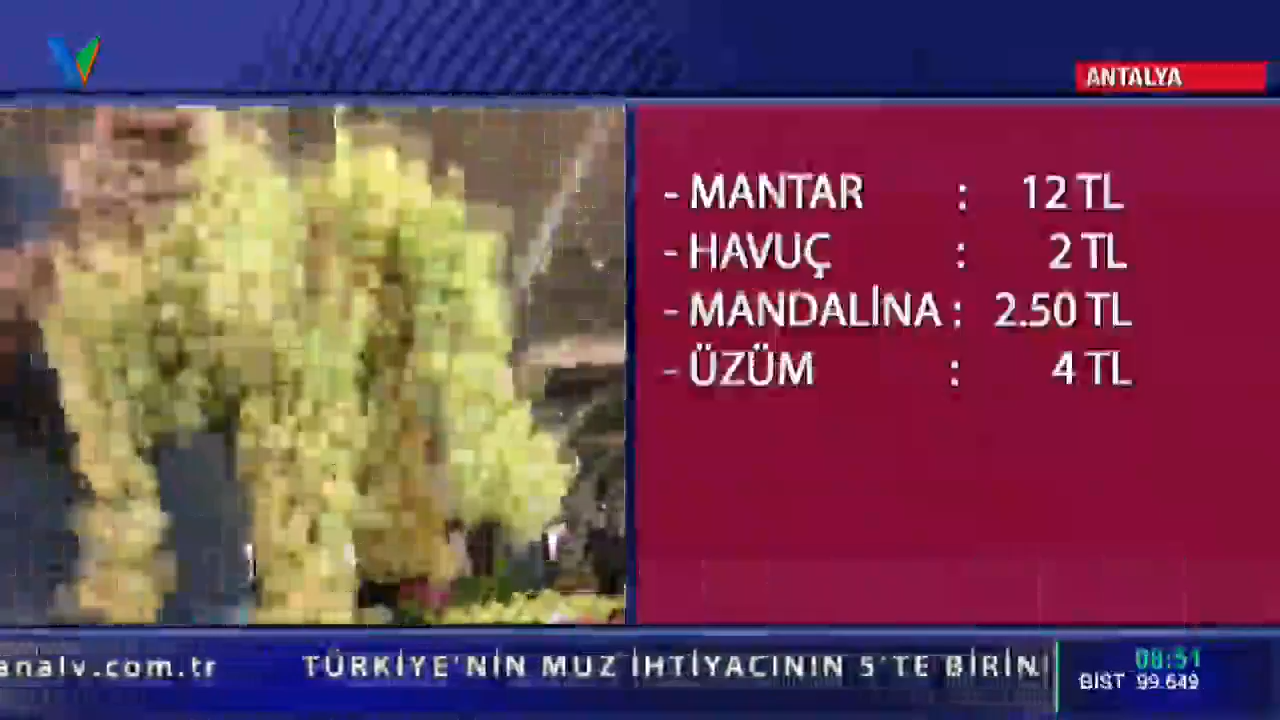 ANTALYA
- MANTAR : 12 TL
- HAVUÇ : 2 TL
- MANDALİNA : 2.50 TL
- ÜZÜM : 4 TL
analv.com.tr TÜRKİYE'NİN MUZ İHTİYACININ 5'TE BİRİN
08:51
BIST 99.649